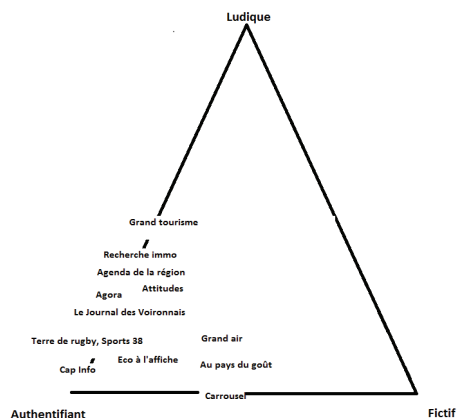 Ludique
Grand tourisme
Recherche immo
Agenda de la région
Attitudes
Agora
Le Journal des Voironnais
Terre de rugby, Sports 38
Grand air
Eco à l'affiche
Cap Info
Au pays du goût
Carrousel
Authentifiant
Fictif